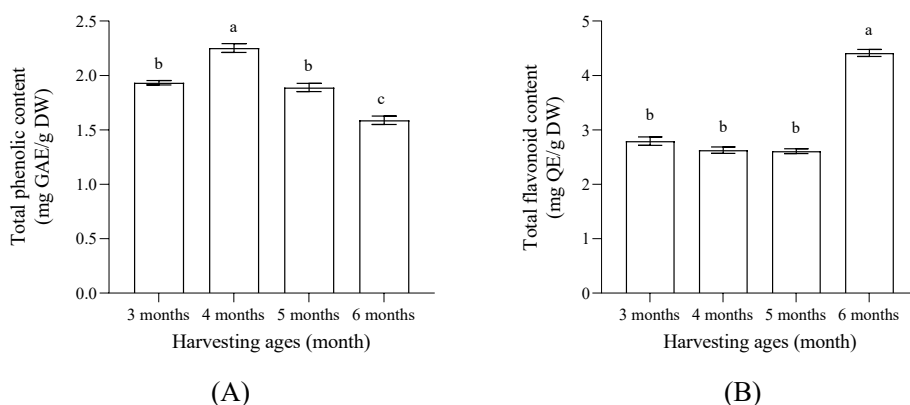 Total phenolic content
(mg GAE/g DW)
2.5
2.0
1.5
1.0
0.5
0.0
b
a
b
c
3 months
4 months
5 months
6 months
Harvesting ages (month)
(A)
Total flavonoid content
(mg QE/g DW)
5
4
3
2
1
0
b
b
b
a
3 months
4 months
5 months
6 months
Harvesting ages (month)
(B)